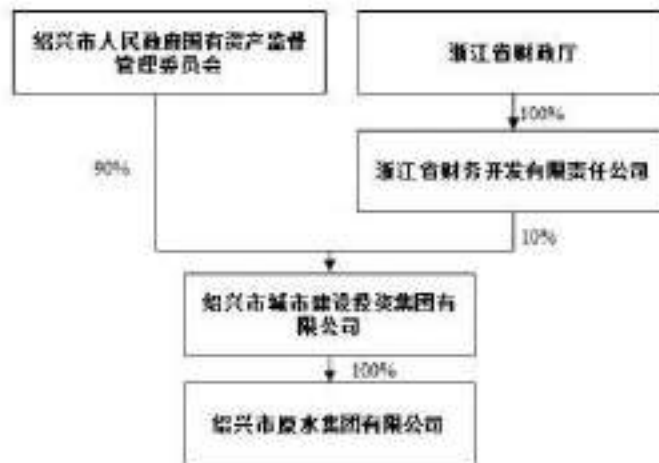 绍兴市人民政府国有资产监督
管理委员会
浙江省财政厅
100%
90%
浙江省财务开发有限责任公司
10%
绍兴市城市建设投资集团有
限公司
100%
绍兴市原水集团有限公司